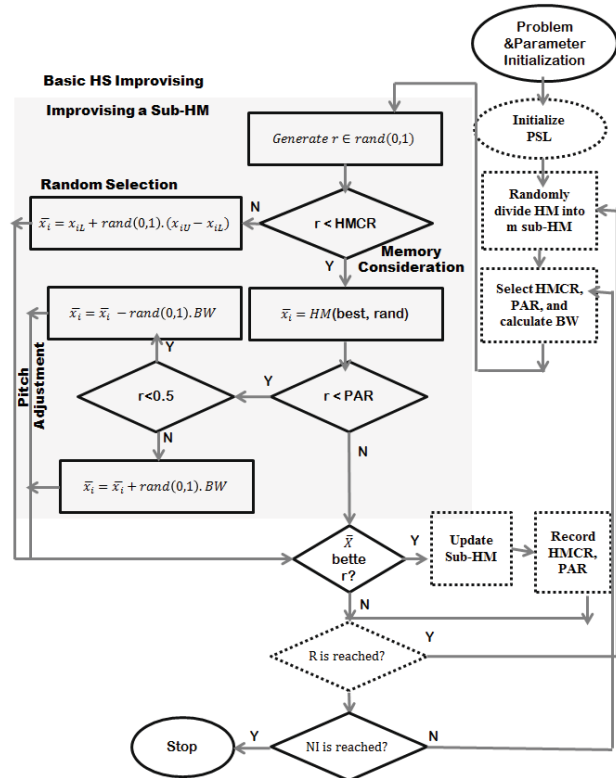 Problem
&Parameter
Initialization
Basic HS Improvising
Improvising a Sub-HM
Initialize
PSL
Generate r ∈ rand(0,1)
Random Selection
N
r < HMCR
x̄ᵢ = xᵢL + rand(0,1).(xᵢU − xᵢL)
Randomly
divide HM into
m sub-HM
Y
Memory
Consideration
Select HMCR,
PAR, and
calculate BW
x̄ᵢ = x̄ᵢ − rand(0,1).BW
x̄ᵢ = HM(best, rand)
Y
Pitch
Adjustment
r<0.5
Y
r < PAR
N
N
x̄ᵢ = x̄ᵢ + rand(0,1).BW
X̄
bette
r?
Y
Update
Sub-HM
Record
HMCR,
PAR
N
R is reached?
Y
Stop
Y
NI is reached?
N